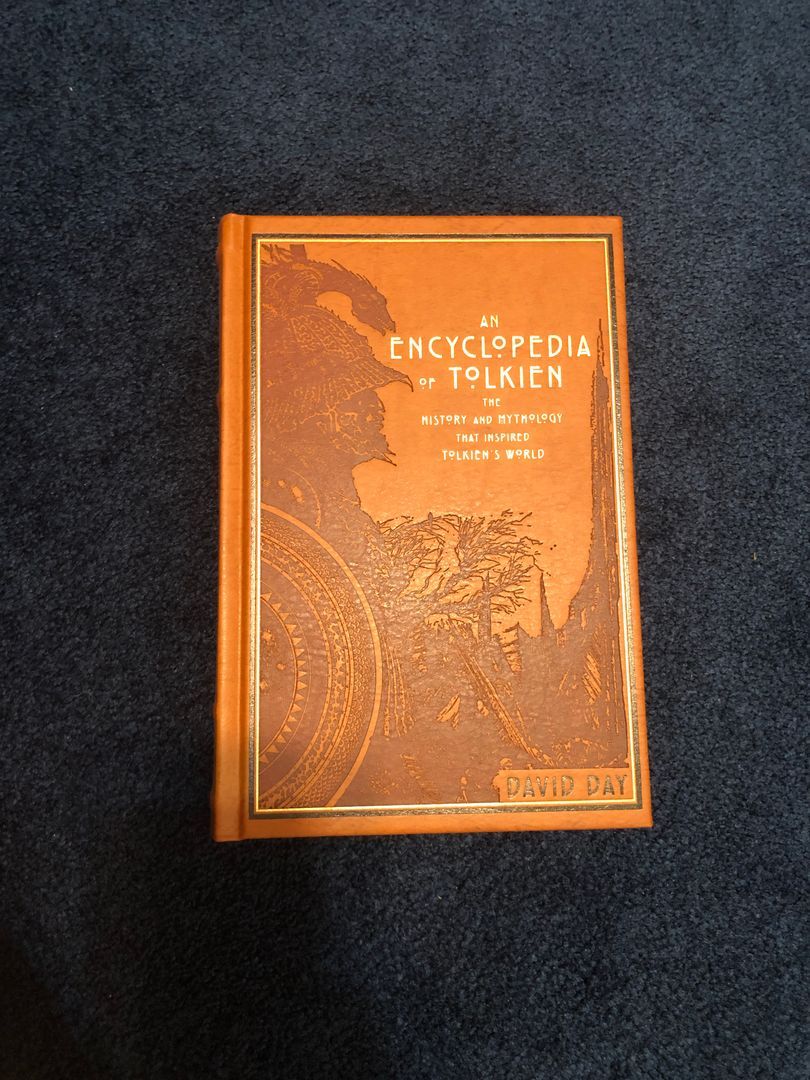 AN
ENCYCLOPEDIA
OF TOLKIEN
THE
HISTORY AND MYTHOLOGY
THAT INSPIRED
TOLKIEN'S WORLD
DAVID DAY